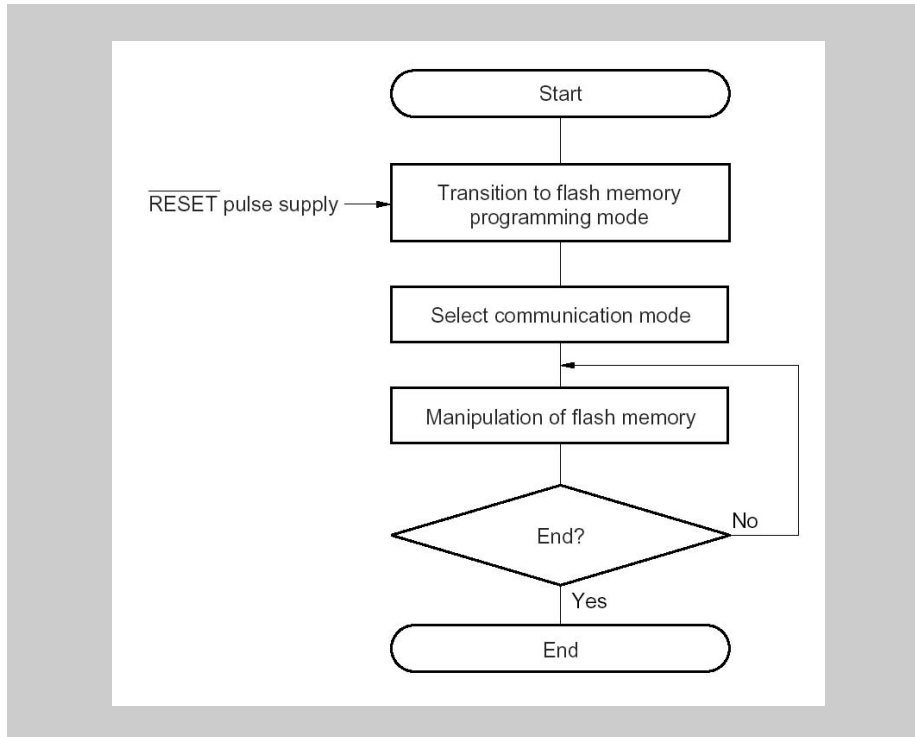 Start
Transition to flash memory
programming mode
R̅E̅S̅E̅T̅ pulse supply
Select communication mode
Manipulation of flash memory
End?
No
Yes
End